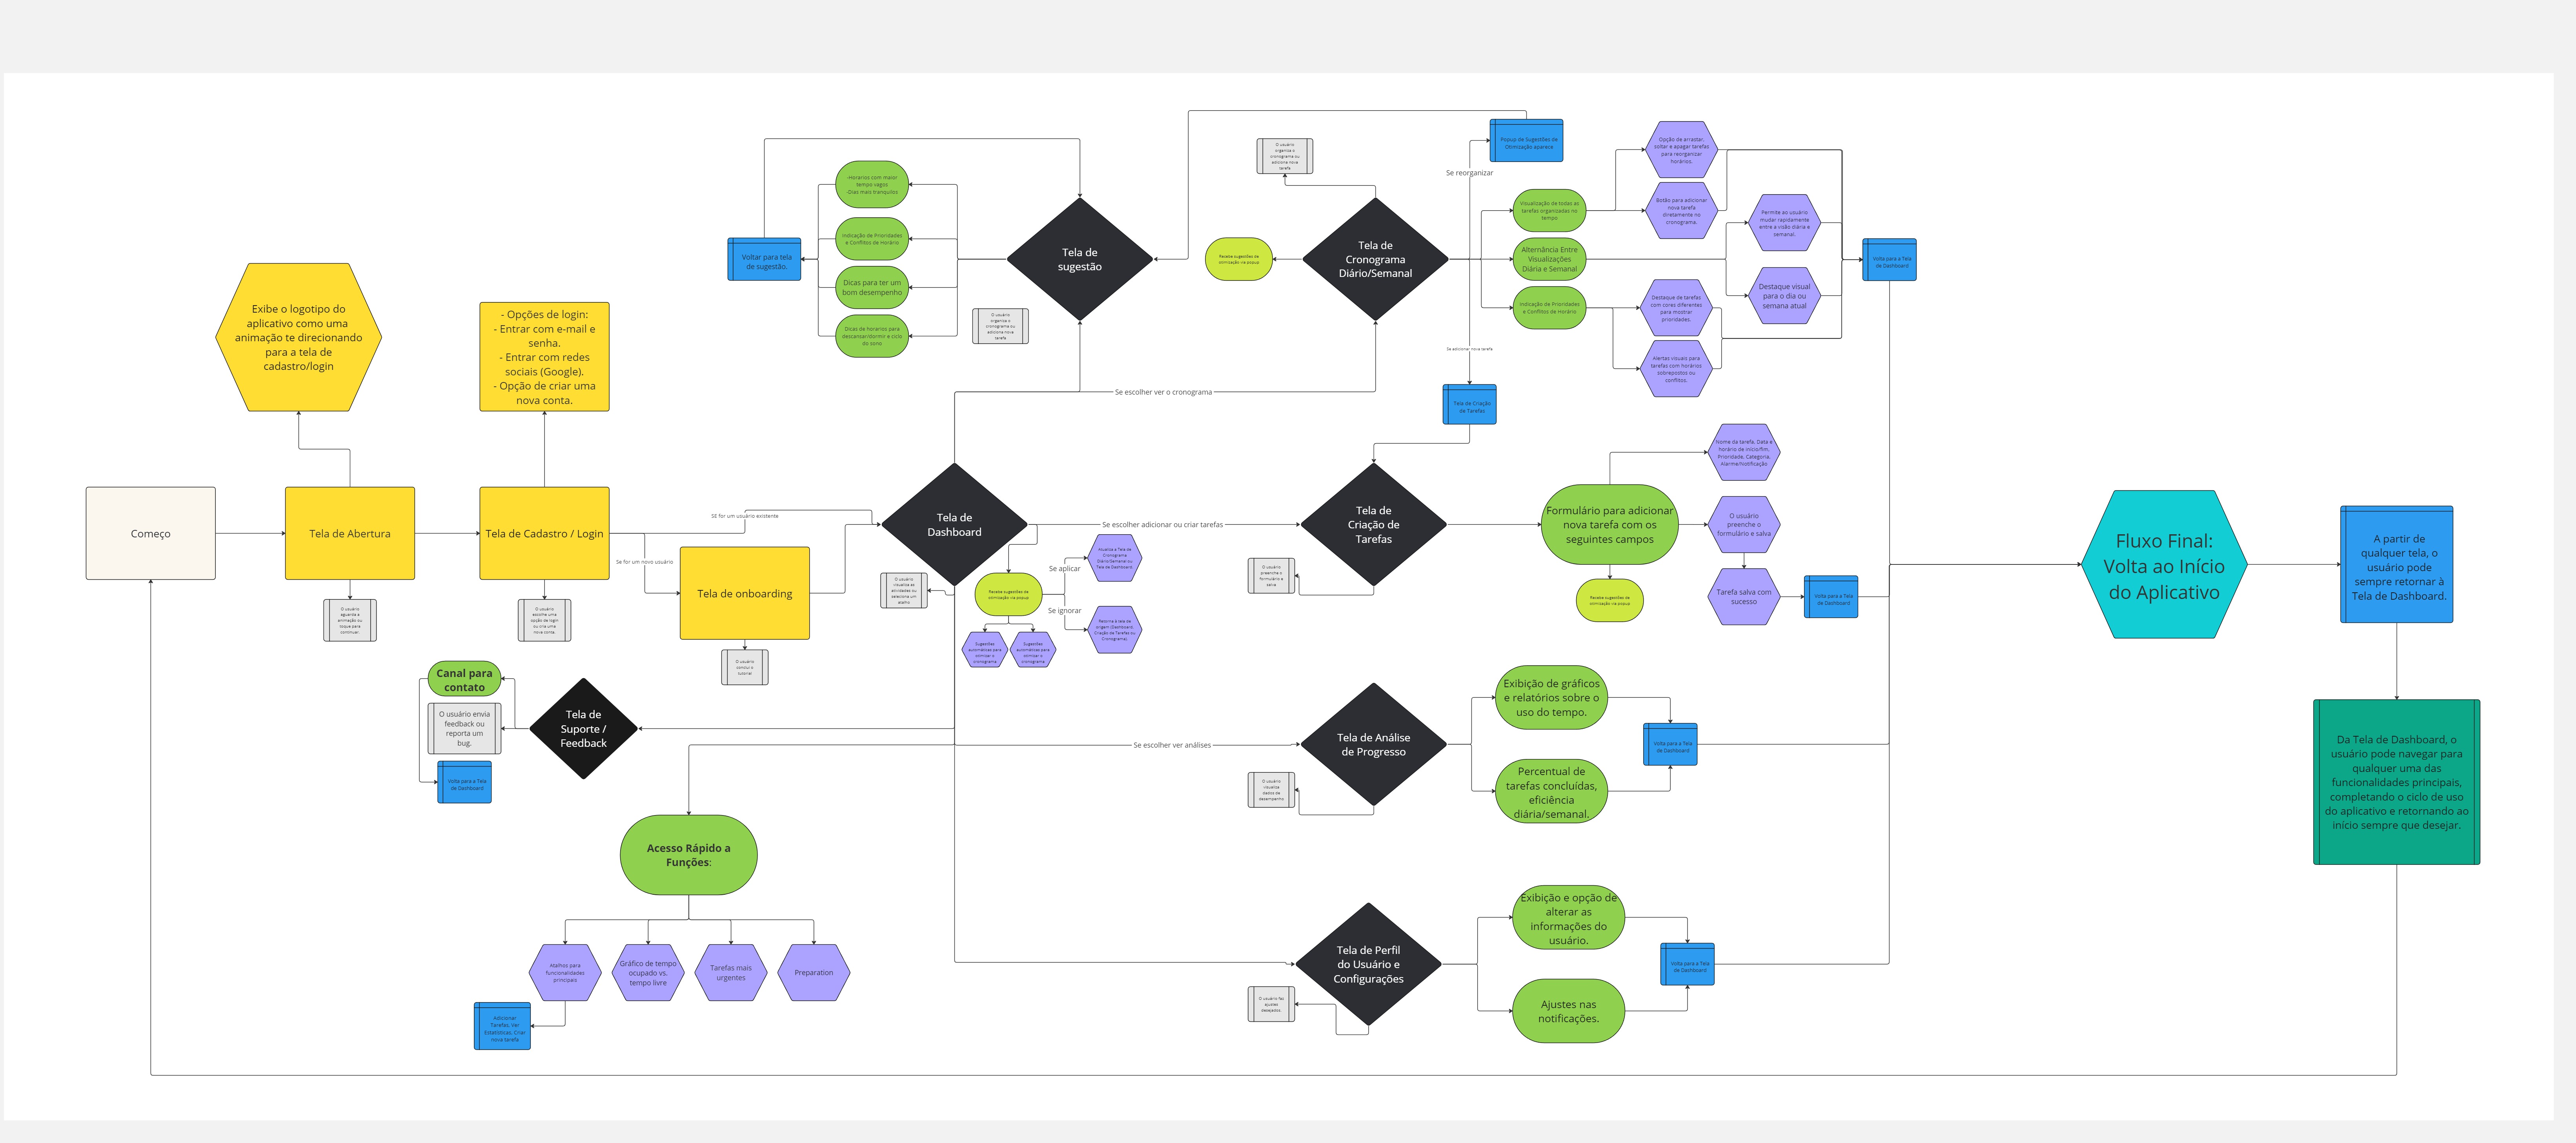 Começo
Tela de Abertura
Exibe o logotipo do
aplicativo como uma
animação te direcionando
para a tela de
cadastro/login
O usuário
aguarda a
animação ou
toque para
continuar.
Tela de Cadastro / Login
- Opções de login:
- Entrar com e-mail e
senha.
- Entrar com redes
sociais (Google).
- Opção de criar uma
nova conta.
O usuário
escolhe uma
opção de login
ou cria uma
nova conta.
SE for um usuário existente
Se for um novo usuário
Tela de onboarding
O usuário
conclui o
tutorial
Tela de
Dashboard
O usuário
visualiza as
atividades ou
seleciona um
atalho.
Recebe sugestões de
otimização via popup
Sugestões
automáticas para
otimizar o
cronograma
Sugestões
automáticas para
otimizar o
cronograma
Se aplicar
Atualiza a Tela de
Cronograma
Diário/Semanal ou
Tela de Dashboard
Se ignorar
Retorna à tela de
origem (Dashboard,
Criação de Tarefas ou
Cronograma).
Voltar para tela
de sugestão.
-Horarios com maior
tempo vagos
-Dias mais tranquilos
Indicação de Prioridades
e Conflitos de Horário
Dicas para ter um
bom desempenho
Dicas de horarios para
descantar/dormir e ciclo
do sono
Tela de
sugestão
O usuário
organiza o
cronograma ou
adiciona nova
tarefa
Se escolher ver o cronograma
Recebe sugestões de
otimização via popup
O usuário
organiza o
cronograma ou
adiciona nova
tarefa
Tela de
Cronograma
Diário/Semanal
Se reorganizar
Popup de Sugestões de
Otimização aparece
Visualização de todas as
tarefas organizadas no
tempo
Alternância Entre
Visualizações
Diária e Semanal
Indicação de Prioridades
e Conflitos de Horário
Opção de arrastar,
soltar e apagar tarefas
para reorganizar
horários.
Botão para adicionar
nova tarefa
diretamente no
cronograma.
Permite ao usuário
mudar rapidamente
entre a visão diária e
semanal.
Destaque visual
para o dia ou
semana atual
Destaque de tarefas
com cores diferentes
para mostrar
prioridades.
Alertas visuais para
tarefas com horários
sobrepostos ou
conflitos.
Volta para a Tela
de Dashboard
Se adicionar nova tarefa
Tela de Criação
de Tarefas
Se escolher adicionar ou criar tarefas
Tela de
Criação de
Tarefas
O usuário
preenche o
formulário e
salva
Formulário para adicionar
nova tarefa com os
seguintes campos
Recebe sugestões de
otimização via popup
Nome da tarefa, Data e
horário de início/fim,
Prioridade, Categoria,
Alarme/Notificação
O usuário
preenche o
formulário e salva
Tarefa salva com
sucesso
Volta para a Tela
de Dashboard
Canal para
contato
O usuário envia
feedback ou
reporta um
bug.
Volta para a Tela
de Dashboard
Tela de
Suporte /
Feedback
Se escolher ver análises
Tela de Análise
de Progresso
O usuário
visualiza
dados de
desempenho
Exibição de gráficos
e relatórios sobre o
uso do tempo.
Percentual de
tarefas concluídas,
eficiência
diária/semanal.
Volta para a Tela
de Dashboard
Acesso Rápido a
Funções:
Atalhos para
funcionalidades
principais
Gráfico de tempo
ocupado vs.
tempo livre
Tarefas mais
urgentes
Preparation
Adicionar
Tarefas, Ver
Estatísticas, Criar
nova tarefa
Tela de Perfil
do Usuário e
Configurações
O usuário faz
ajustes
desejados
Exibição e opção de
alterar as
informações do
usuário.
Ajustes nas
notificações.
Volta para a Tela
de Dashboard
Fluxo Final:
Volta ao Início
do Aplicativo
A partir de
qualquer tela, o
usuário pode
sempre retornar à
Tela de Dashboard.
Da Tela de Dashboard, o
usuário pode navegar para
qualquer uma das
funcionalidades principais,
completando o ciclo de uso
do aplicativo e retornando ao
início sempre que desejar.